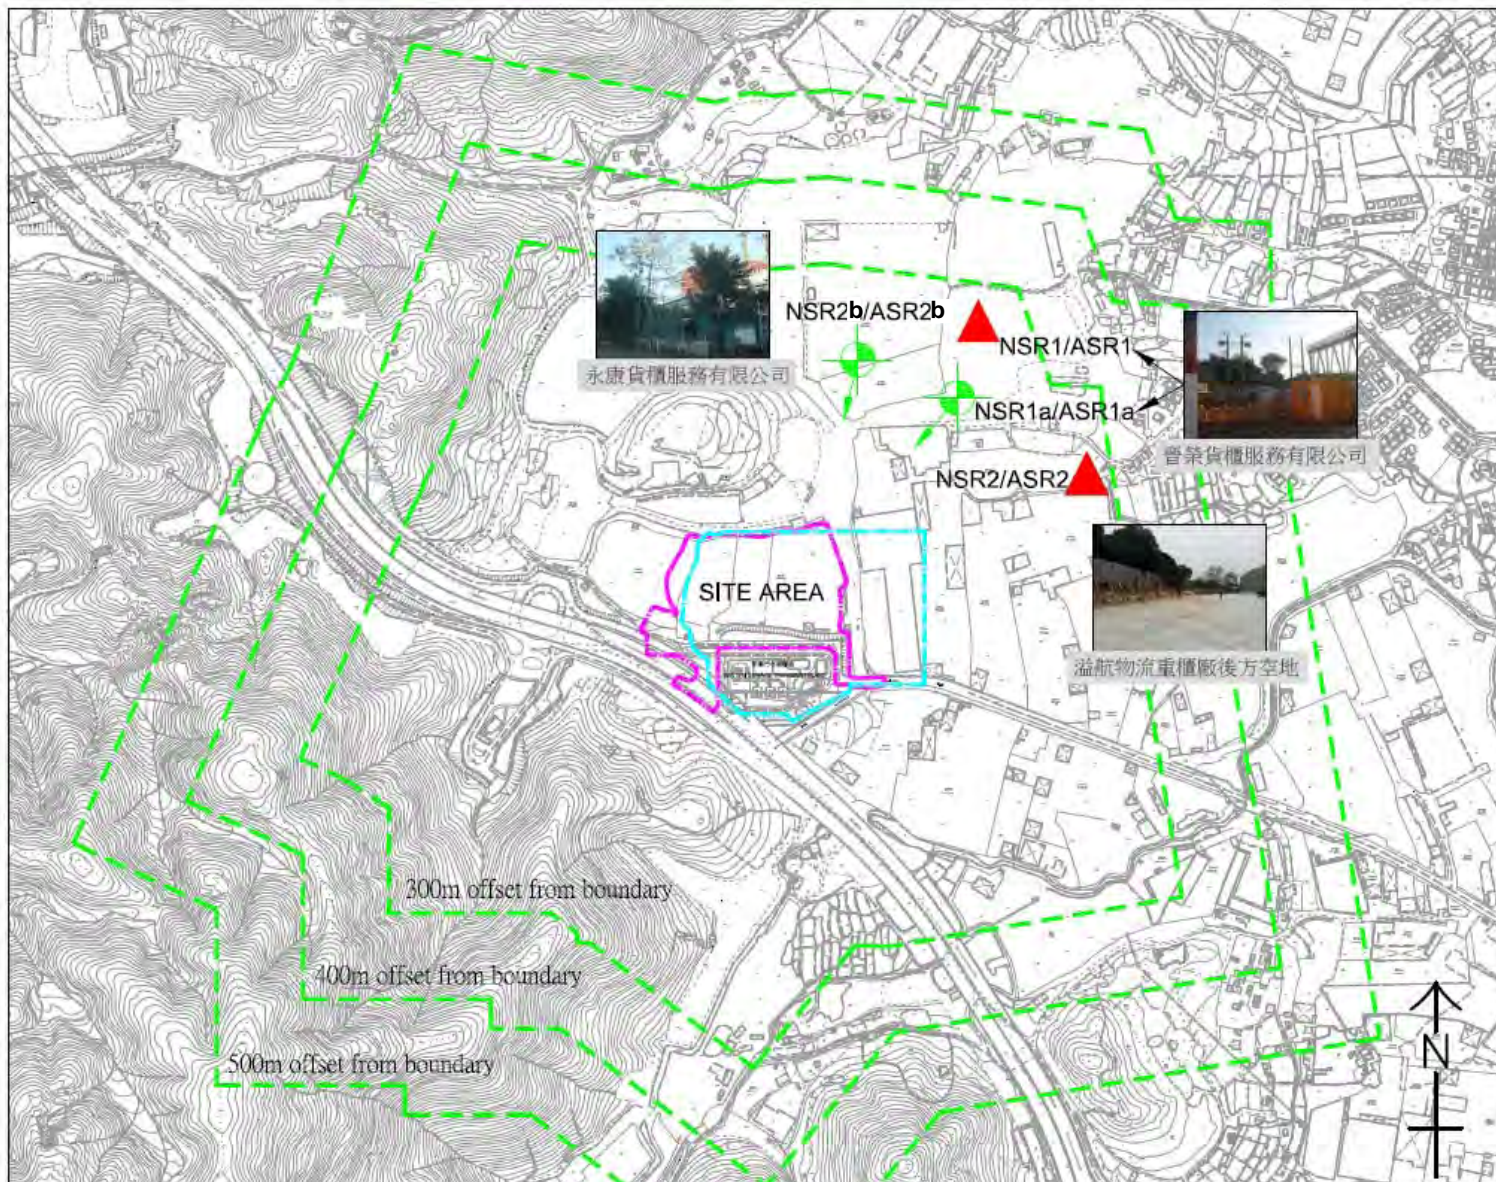 NSR2b/ASR2b
NSR1/ASR1
永康貨櫃服務有限公司
NSR1a/ASR1a
晉榮貨櫃服務有限公司
NSR2/ASR2
SITE AREA
溢航物流重櫃廠後方空地
300m offset from boundary
400m offset from boundary
500m offset from boundary
N